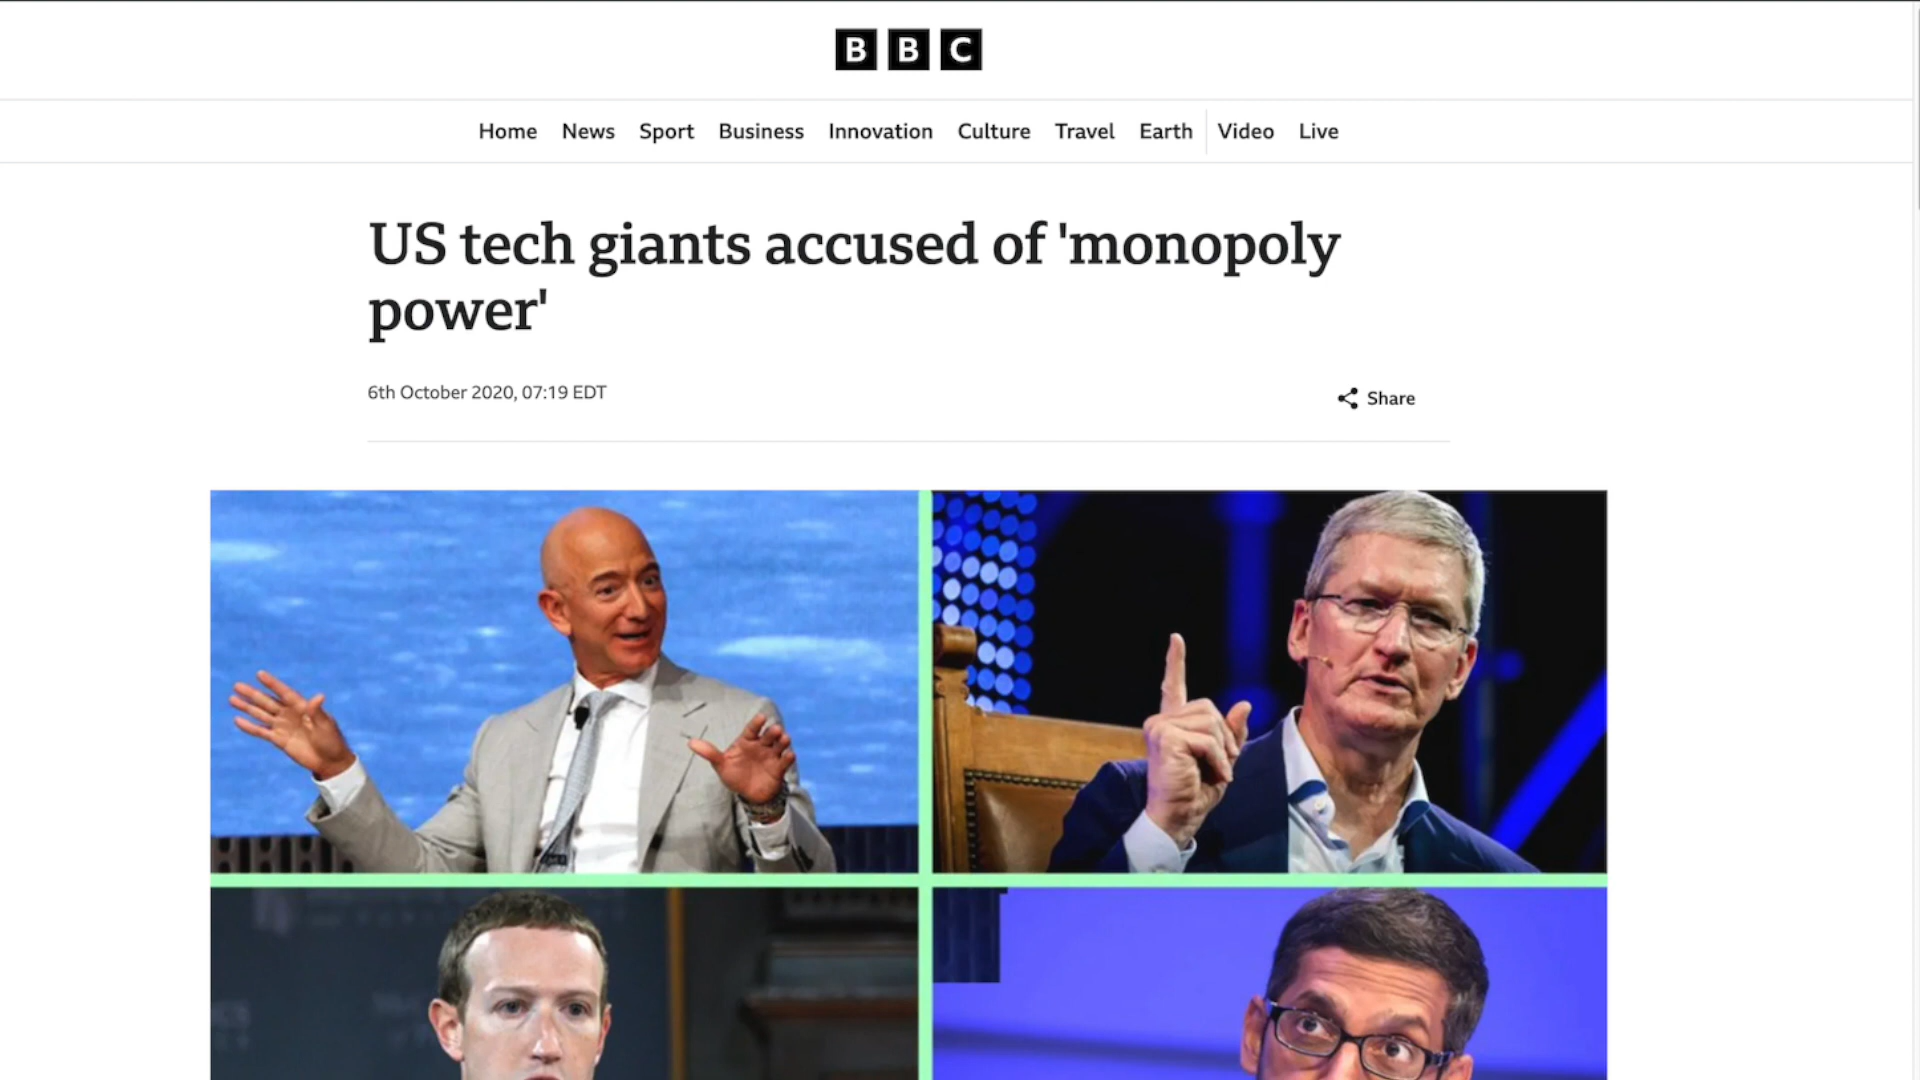 BBC
Home News Sport Business Innovation Culture Travel Earth Video Live
US tech giants accused of 'monopoly
power'
6th October 2020, 07:19 EDT
Share